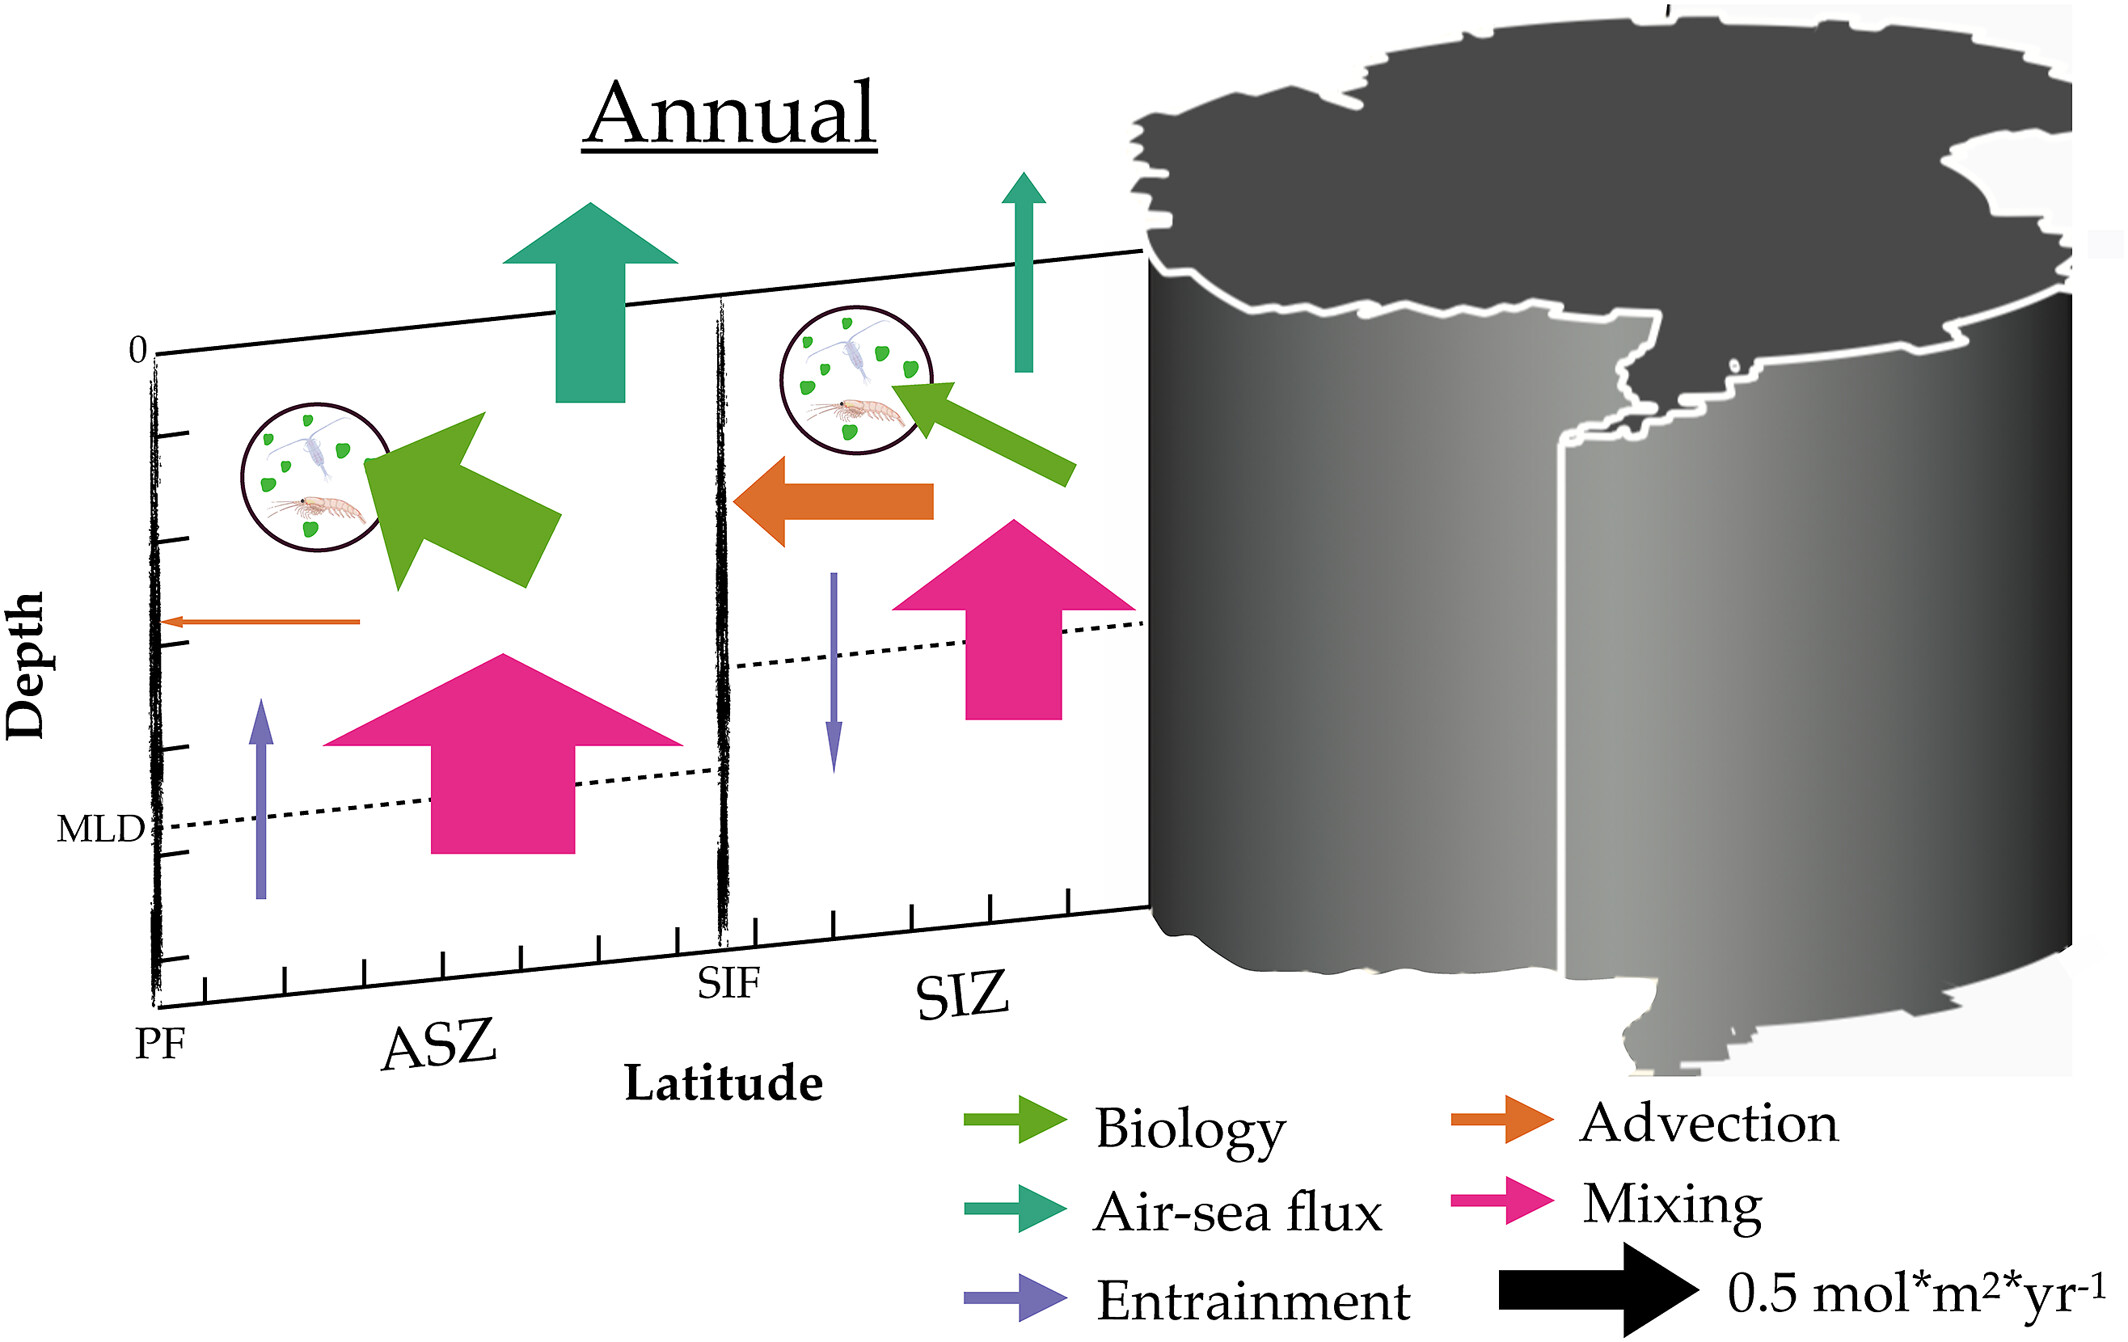 Annual
0
Depth
MLD
PF
ASZ
SIF
SIZ
Latitude
Biology
Advection
Air-sea flux
Mixing
Entrainment
0.5 mol*m²*yr⁻¹